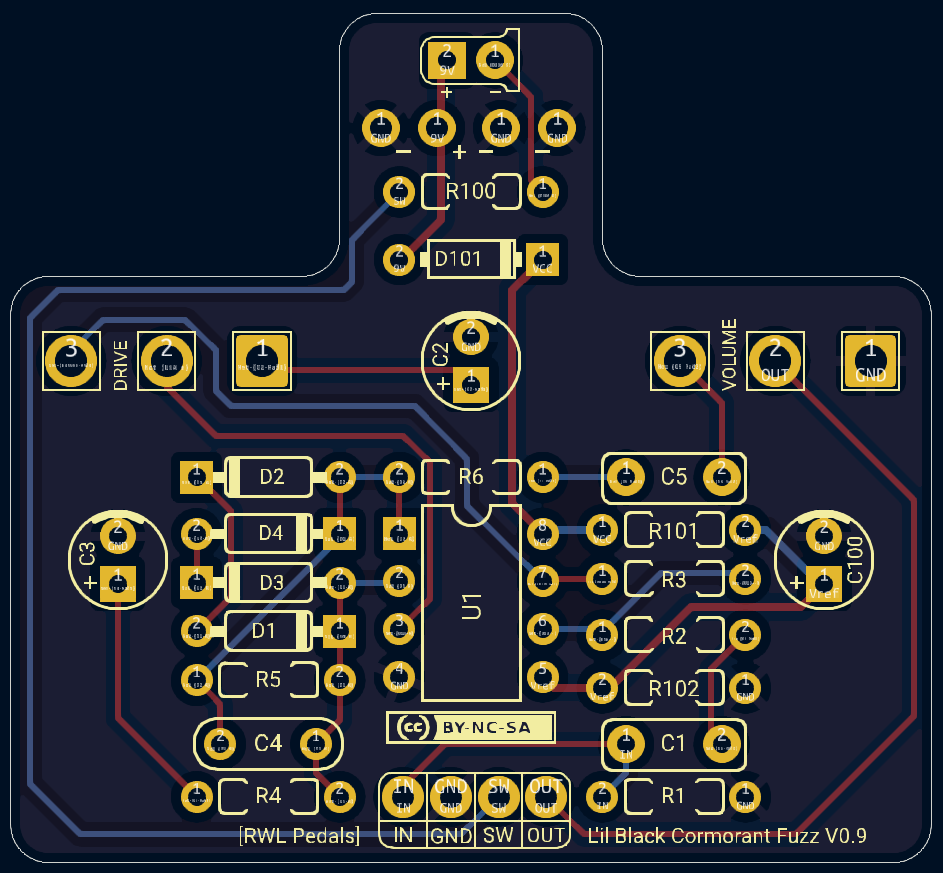 2 1
9V
+ −
1 1 1 1
GND 9V GND GND
− + − −
2 R100 1
SW
2 D101 1
9V VCC
3 DRIVE 2 1
C2 2 GND
+ 1
3 VOLUME 2 1
OUT GND
1 D2 2 2 R6 1 1 C5 2
C3 2 GND
+ 1
2 D4 1 1 8 1 R101 2
VCC VCC Vref
C100 2 GND
+ 1 Vref
1 D3 2 2 7 1 R3 2
U1
2 D1 1 3 6 1 R2 2
1 R5 2 4 5 2 R102 1
GND Vref Vref GND
cc BY-NC-SA
2 C4 1 1 C1 2
IN
1 R4 2 IN GND SW OUT 2 R1 1
IN GND SW OUT IN GND
[RWL Pedals] IN GND SW OUT L'il Black Cormorant Fuzz V0.9